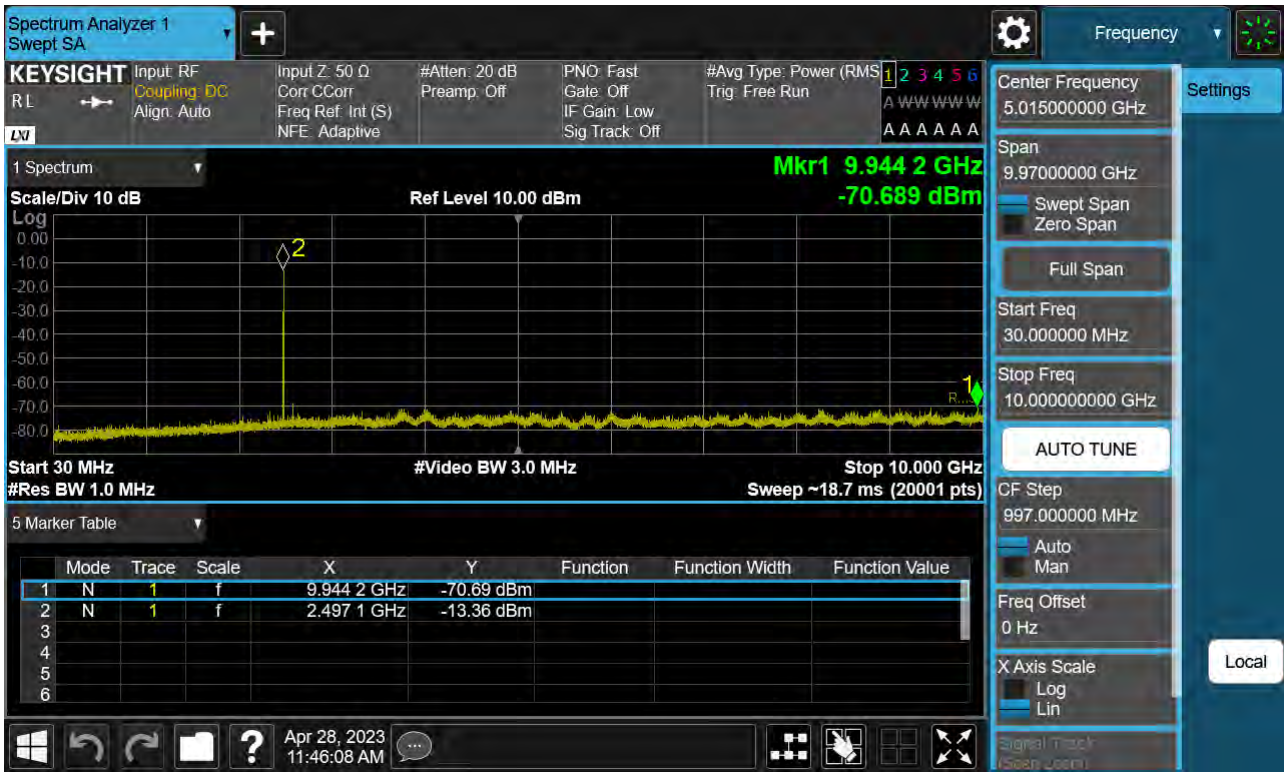 Spectrum Analyzer 1
Swept SA
+
Frequency
KEYSIGHT
RL
LXI
Input: RF
Coupling: DC
Align: Auto
Input Z: 50 Ω
Corr CCorr
Freq Ref: Int (S)
NFE: Adaptive
#Atten: 20 dB
Preamp: Off
PNO: Fast
Gate: Off
IF Gain: Low
Sig Track: Off
#Avg Type: Power (RMS
Trig: Free Run
1 2 3 4 5 6
A W W W W W
A A A A A A
1 Spectrum
Mkr1 9.944 2 GHz
-70.689 dBm
Scale/Div 10 dB
Ref Level 10.00 dBm
Log
0.00
-10.0
-20.0
-30.0
-40.0
-50.0
-60.0
-70.0
-80.0
2
1
R...
Start 30 MHz
#Video BW 3.0 MHz
Stop 10.000 GHz
#Res BW 1.0 MHz
Sweep ~18.7 ms (20001 pts)
5 Marker Table
Mode Trace Scale X Y Function Function Width Function Value
1 N 1 f 9.944 2 GHz -70.69 dBm
2 N 1 f 2.497 1 GHz -13.36 dBm
3
4
5
6
Center Frequency
5.015000000 GHz
Span
9.97000000 GHz
Swept Span
Zero Span
Full Span
Start Freq
30.000000 MHz
Stop Freq
10.000000000 GHz
AUTO TUNE
CF Step
997.000000 MHz
Auto
Man
Freq Offset
0 Hz
X Axis Scale
Log
Lin
Signal Track
(Span Zoom)
Settings
Local
?
Apr 28, 2023
11:46:08 AM